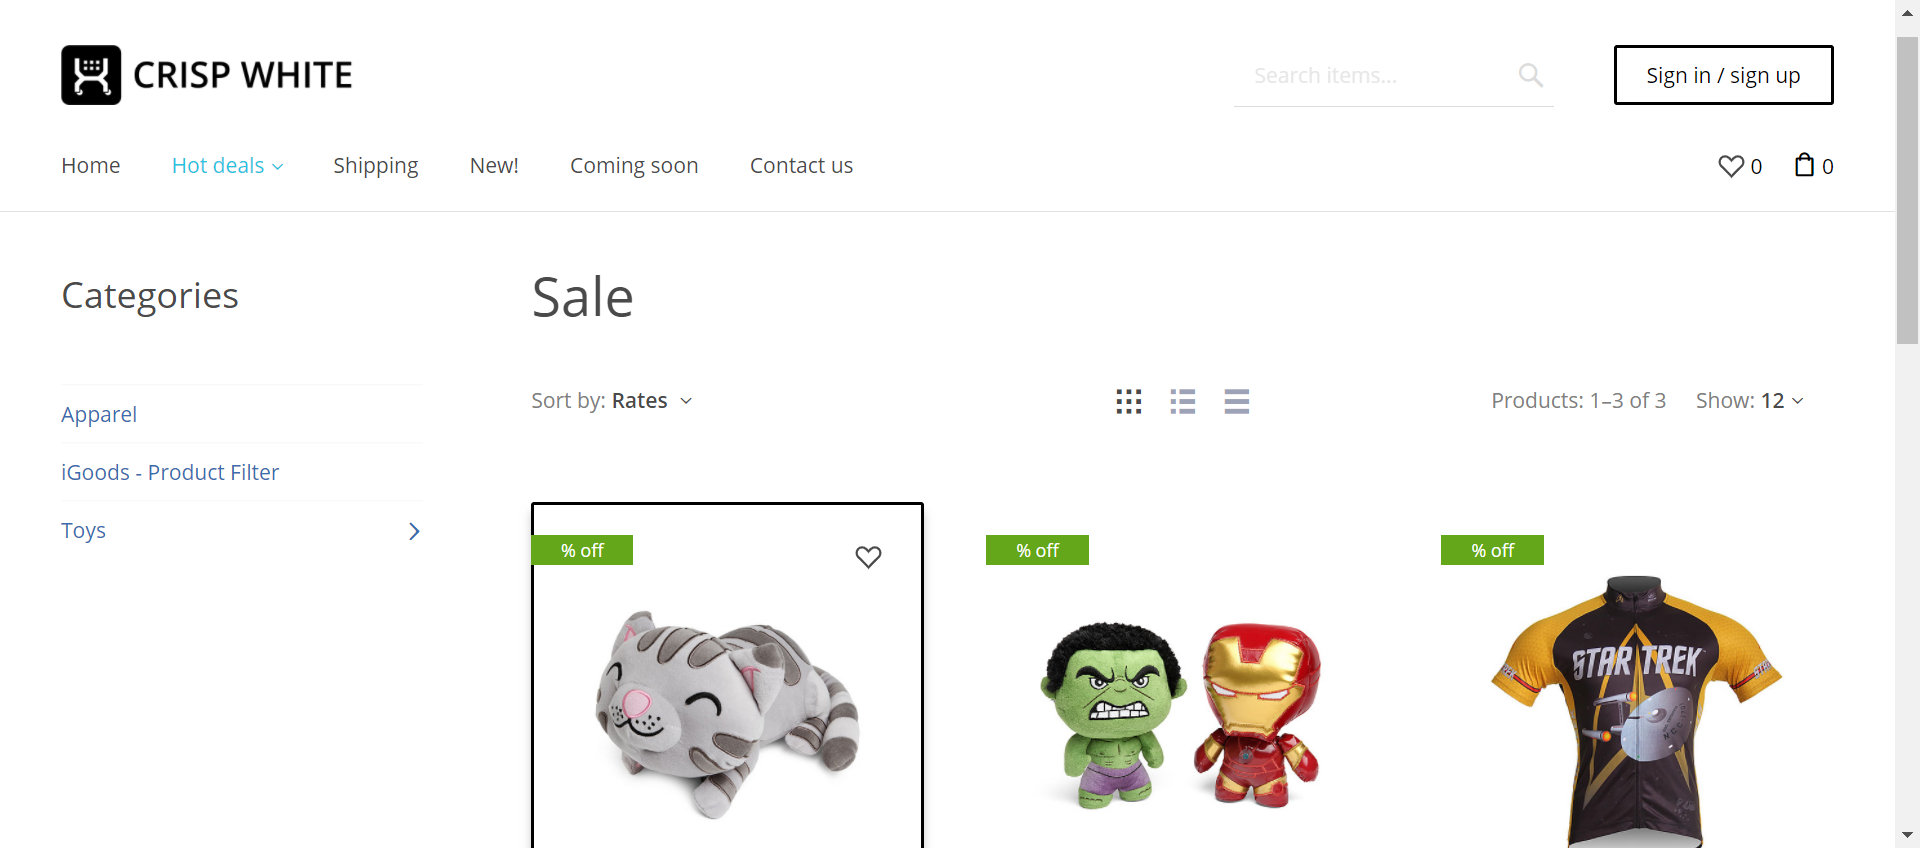 CRISP WHITE
Search items...
Sign in / sign up
Home
Hot deals
Shipping
New!
Coming soon
Contact us
0
0
Categories
Sale
Sort by: Rates
Products: 1–3 of 3
Show: 12
Apparel
iGoods - Product Filter
Toys
% off
% off
% off
STAR TREK